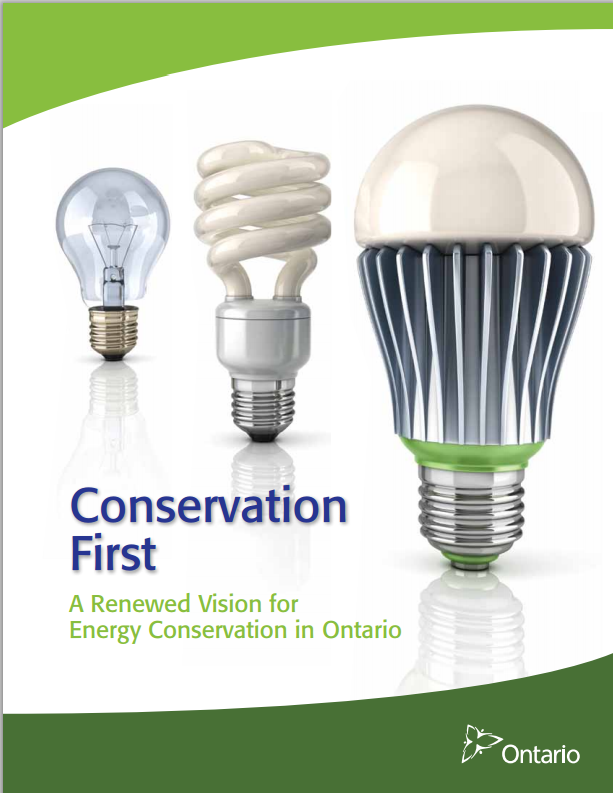 Conservation
First
A Renewed Vision for
Energy Conservation in Ontario
Ontario